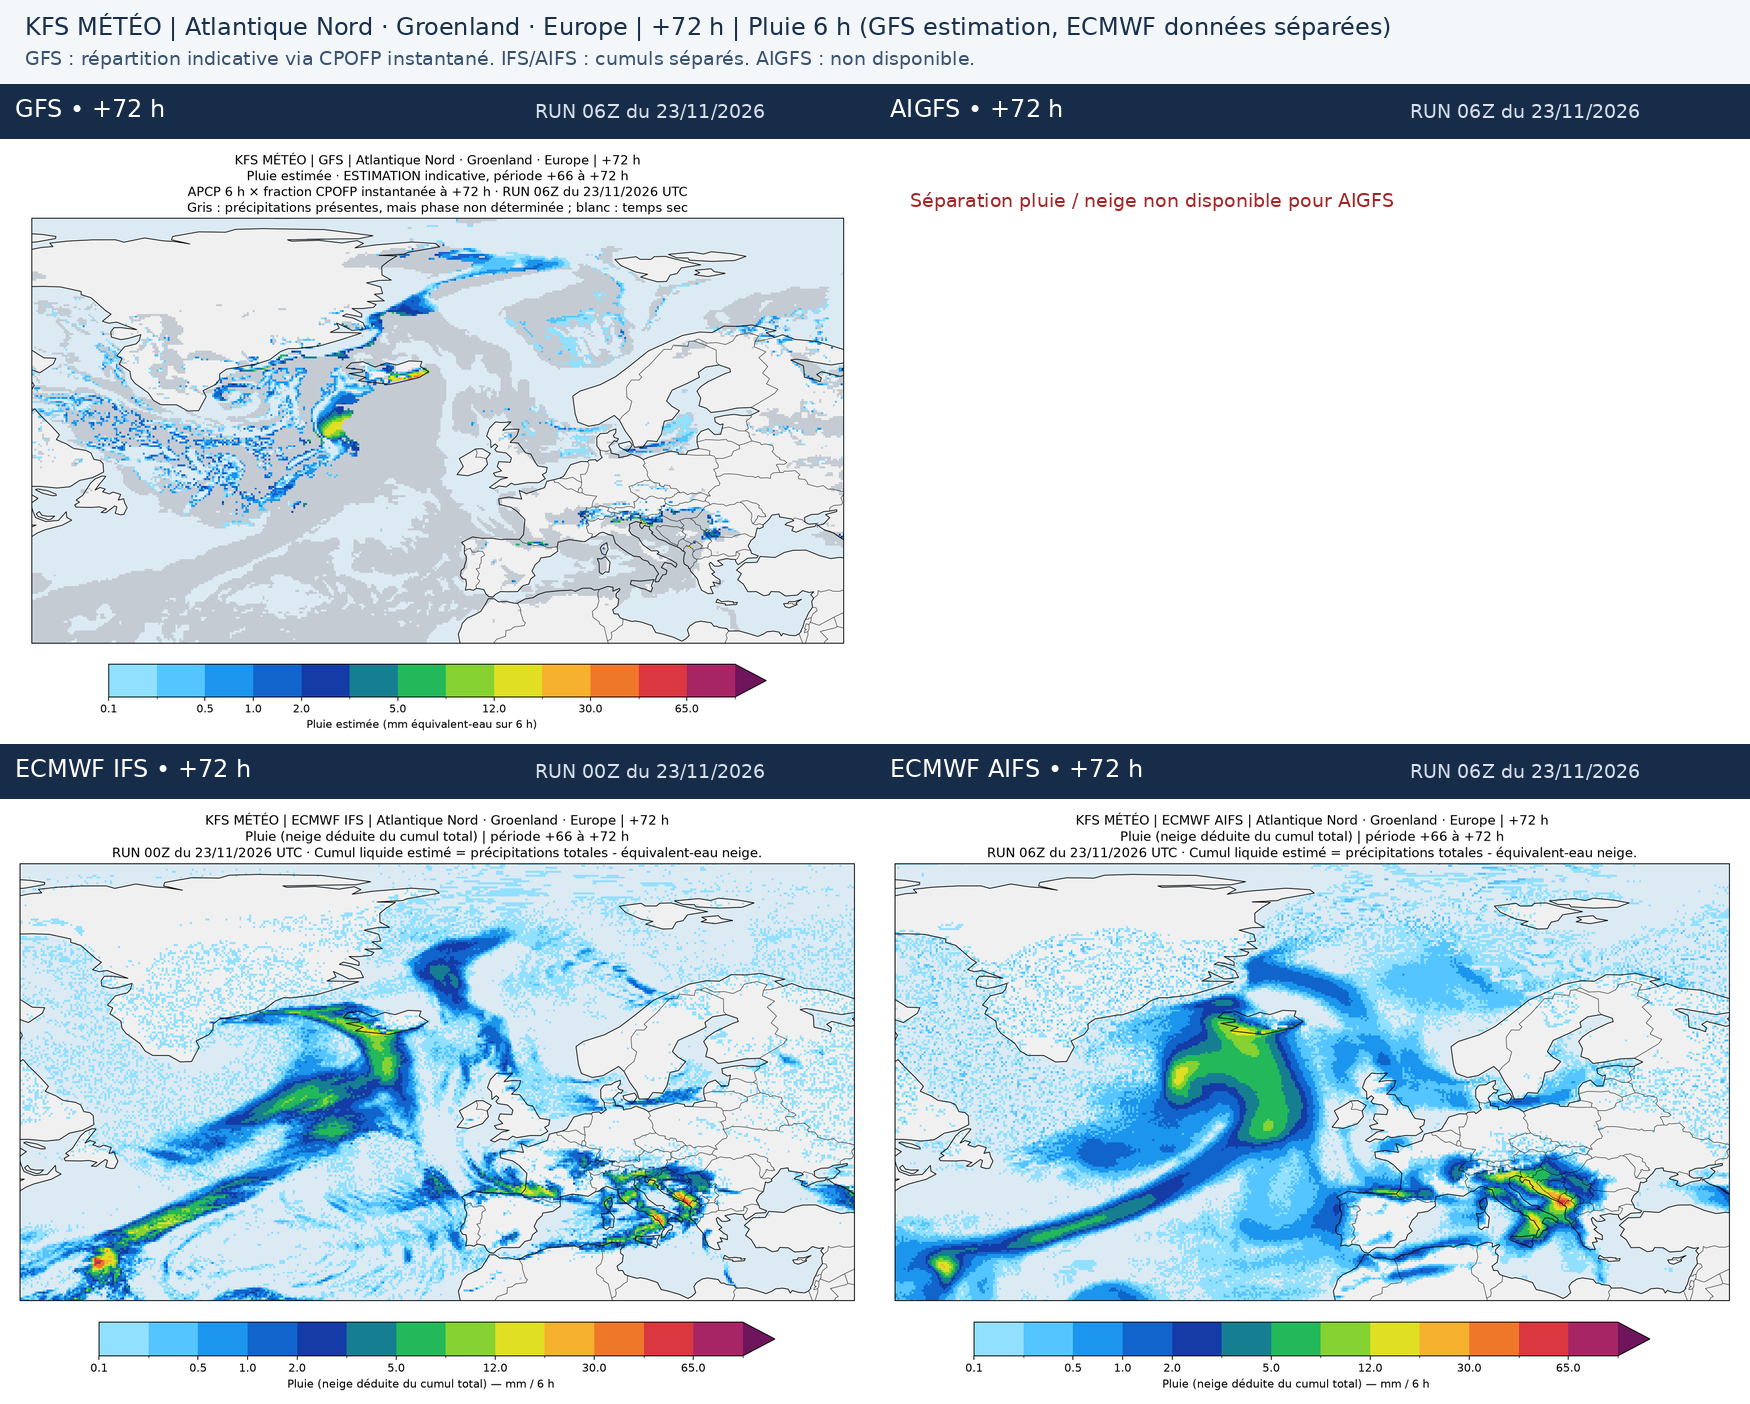 KFS MÉTÉO | Atlantique Nord · Groenland · Europe | +72 h | Pluie 6 h (GFS estimation, ECMWF données séparées)
GFS : répartition indicative via CPOFP instantané. IFS/AIFS : cumuls séparés. AIGFS : non disponible.
GFS • +72 h
RUN 06Z du 23/11/2026
KFS MÉTÉO | GFS | Atlantique Nord · Groenland · Europe | +72 h
Pluie estimée · ESTIMATION indicative, période +66 à +72 h
APCP 6 h × fraction CPOFP instantanée à +72 h · RUN 06Z du 23/11/2026 UTC
Gris : précipitations présentes, mais phase non déterminée ; blanc : temps sec
0.1 0.5 1.0 2.0 5.0 12.0 30.0 65.0
Pluie estimée (mm équivalent-eau sur 6 h)
AIGFS • +72 h
RUN 06Z du 23/11/2026
Séparation pluie / neige non disponible pour AIGFS
ECMWF IFS • +72 h
RUN 00Z du 23/11/2026
KFS MÉTÉO | ECMWF IFS | Atlantique Nord · Groenland · Europe | +72 h
Pluie (neige déduite du cumul total) | période +66 à +72 h
RUN 00Z du 23/11/2026 UTC · Cumul liquide estimé = précipitations totales - équivalent-eau neige.
0.1 0.5 1.0 2.0 5.0 12.0 30.0 65.0
Pluie (neige déduite du cumul total) — mm / 6 h
ECMWF AIFS • +72 h
RUN 06Z du 23/11/2026
KFS MÉTÉO | ECMWF AIFS | Atlantique Nord · Groenland · Europe | +72 h
Pluie (neige déduite du cumul total) | période +66 à +72 h
RUN 06Z du 23/11/2026 UTC · Cumul liquide estimé = précipitations totales - équivalent-eau neige.
0.1 0.5 1.0 2.0 5.0 12.0 30.0 65.0
Pluie (neige déduite du cumul total) — mm / 6 h